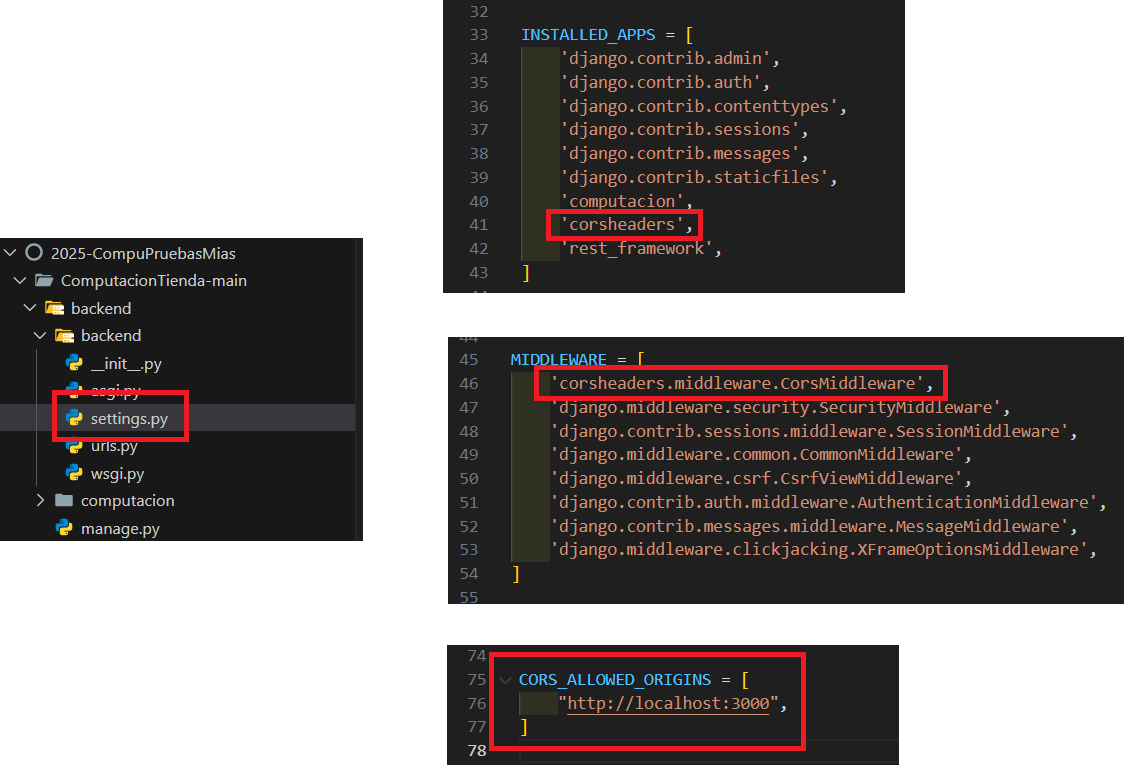 2025-CompuPruebasMias
ComputacionTienda-main
backend
backend
__init__.py
asgi.py
settings.py
urls.py
wsgi.py
computacion
manage.py
32
33 INSTALLED_APPS = [
34 'django.contrib.admin',
35 'django.contrib.auth',
36 'django.contrib.contenttypes',
37 'django.contrib.sessions',
38 'django.contrib.messages',
39 'django.contrib.staticfiles',
40 'computacion',
41 'corsheaders',
42 'rest_framework',
43 ]
44
45 MIDDLEWARE = [
46 'corsheaders.middleware.CorsMiddleware',
47 'django.middleware.security.SecurityMiddleware',
48 'django.contrib.sessions.middleware.SessionMiddleware',
49 'django.middleware.common.CommonMiddleware',
50 'django.middleware.csrf.CsrfViewMiddleware',
51 'django.contrib.auth.middleware.AuthenticationMiddleware',
52 'django.contrib.messages.middleware.MessageMiddleware',
53 'django.middleware.clickjacking.XFrameOptionsMiddleware',
54 ]
55
74
75 CORS_ALLOWED_ORIGINS = [
76 "http://localhost:3000",
77 ]
78